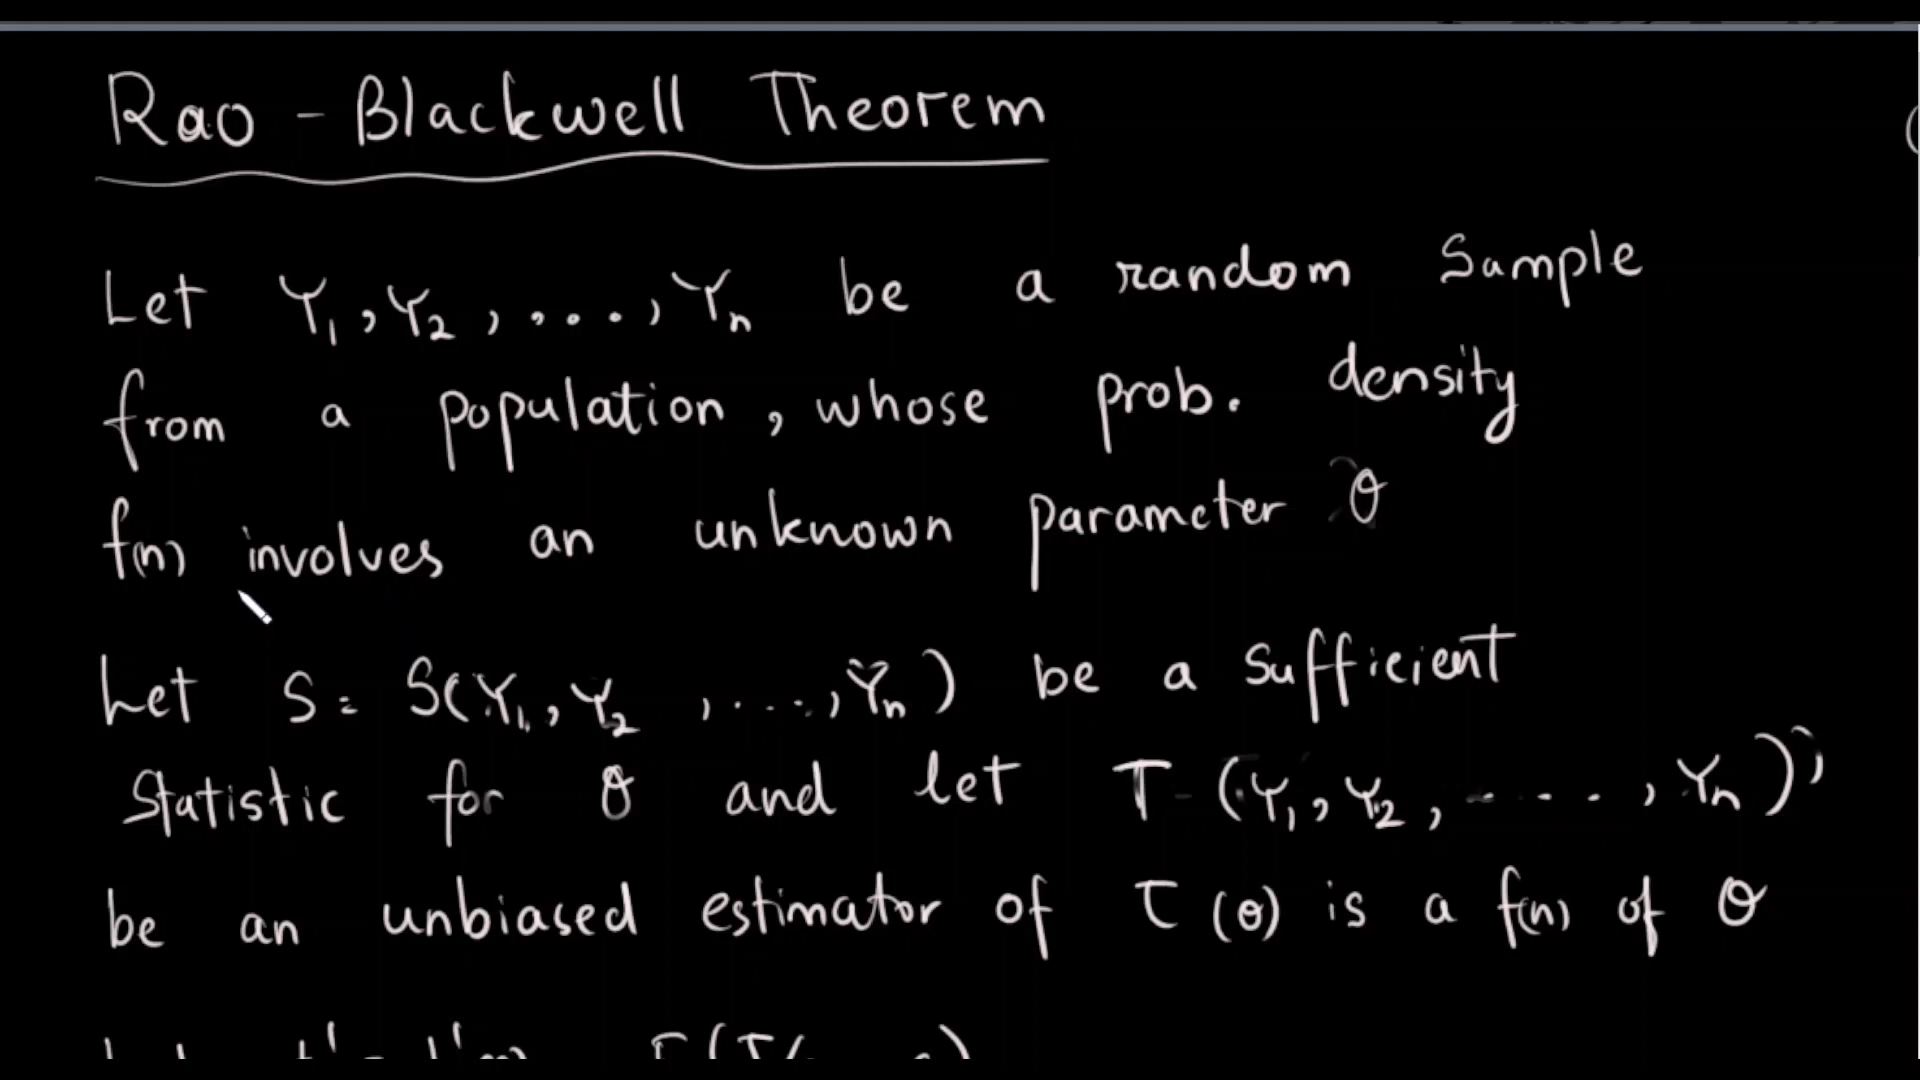 Rao - Blackwell Theorem
Let Y₁, Y₂, ...., Yₙ be a random Sample
from a population, whose prob. density
f(n) involves an unknown parameter θ
Let S = S(Y₁, Y₂, ...., Yₙ) be a sufficient
Statistic for θ and let T (Y₁, Y₂, ...., Yₙ)
be an unbiased estimator of τ(θ) is a f(n) of θ